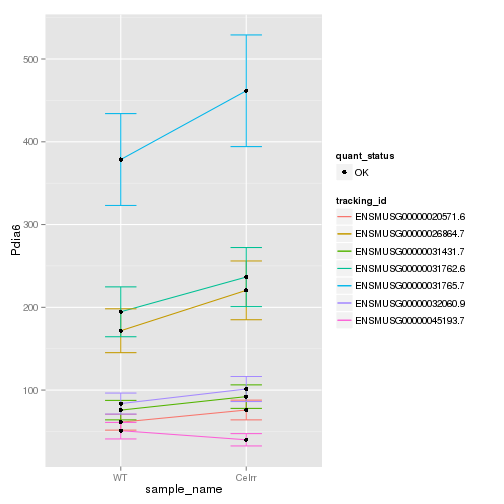 500
400
300
200
100
Pdia6
WT
Celrr
sample_name
quant_status
OK
tracking_id
ENSMUSG00000020571.6
ENSMUSG00000026864.7
ENSMUSG00000031431.7
ENSMUSG00000031762.6
ENSMUSG00000031765.7
ENSMUSG00000032060.9
ENSMUSG00000045193.7